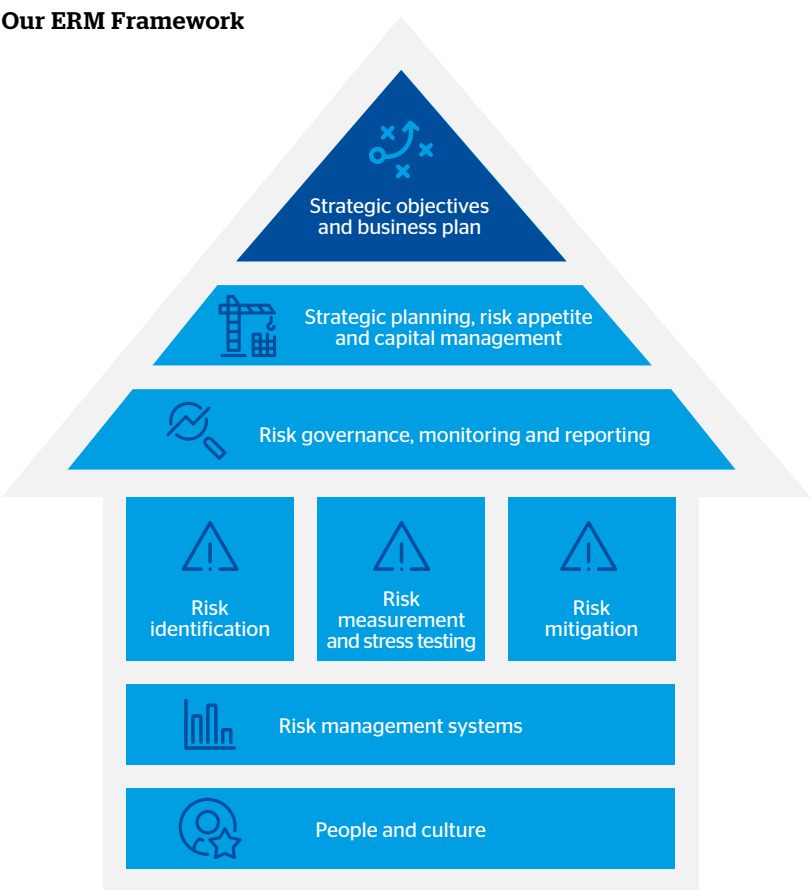 Our ERM Framework
Strategic objectives
and business plan
Strategic planning, risk appetite
and capital management
Risk governance, monitoring and reporting
Risk
identification
Risk
measurement
and stress testing
Risk
mitigation
Risk management systems
People and culture